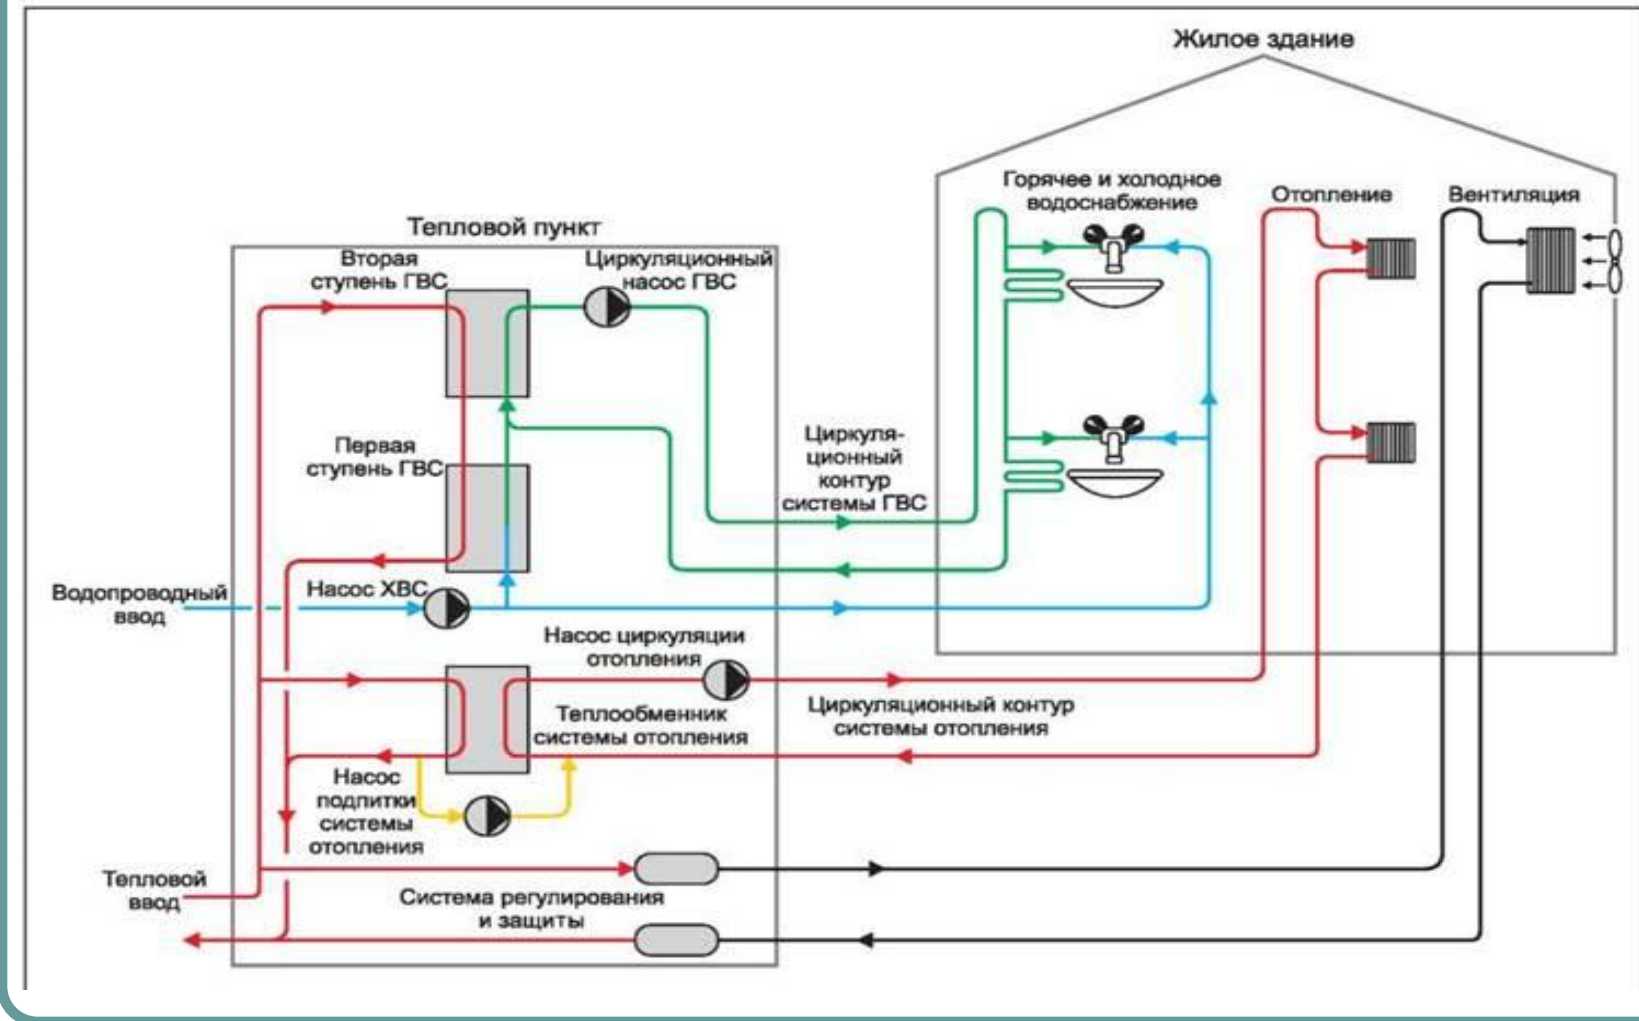 Жилое здание
Горячее и холодное
водоснабжение
Отопление
Вентиляция
Тепловой пункт
Вторая
ступень ГВС
Циркуляционный
насос ГВС
Первая
ступень ГВС
Циркуля-
ционный
контур
системы ГВС
Водопроводный
ввод
Насос ХВС
Насос циркуляции
отопления
Теплообменник
системы отопления
Циркуляционный контур
системы отопления
Насос
подпитки
системы
отопления
Тепловой
ввод
Система регулирования
и защиты